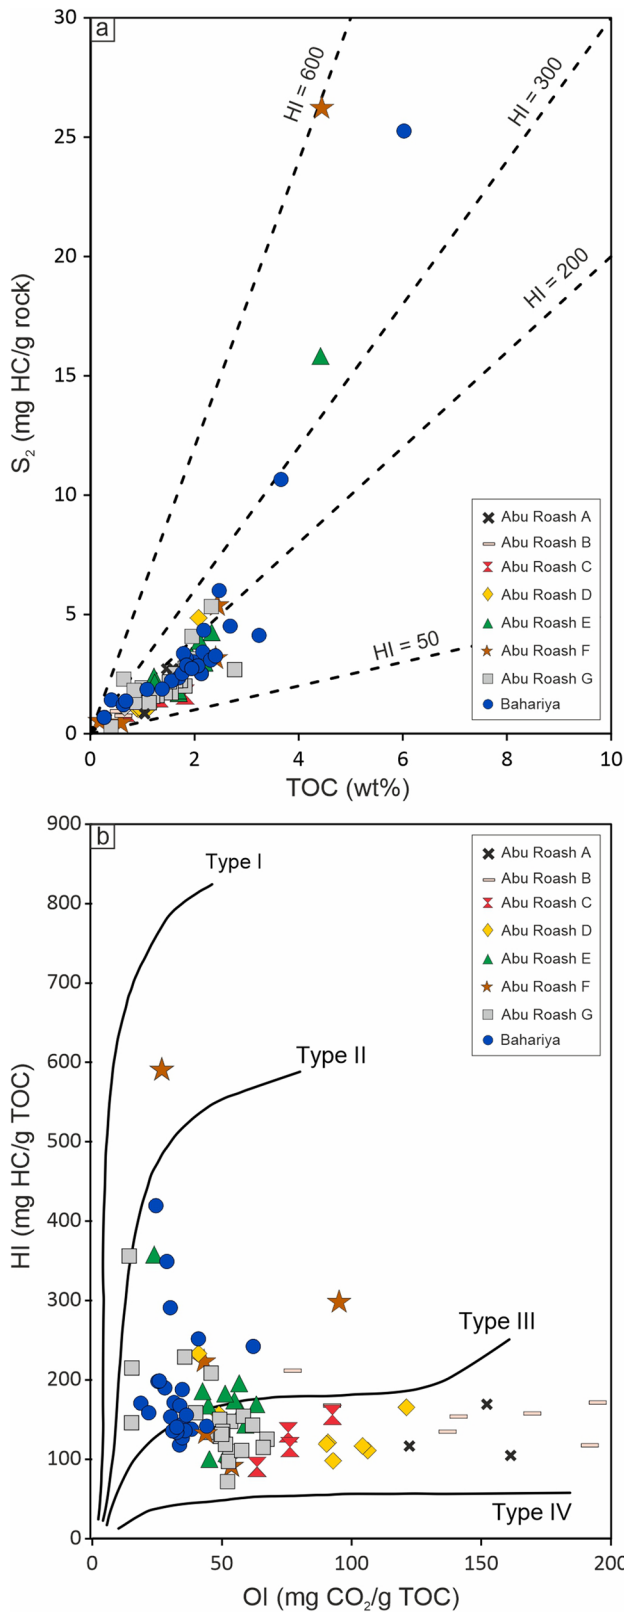 a
30
25
20
15
10
5
0
S₂ (mg HC/g rock)
HI = 600
HI = 300
HI = 200
HI = 50
Abu Roash A
Abu Roash B
Abu Roash C
Abu Roash D
Abu Roash E
Abu Roash F
Abu Roash G
Bahariya
0 2 4 6 8 10
TOC (wt%)
b
900
800
700
600
500
400
300
200
100
0
HI (mg HC/g TOC)
Type I
Type II
Type III
Type IV
Abu Roash A
Abu Roash B
Abu Roash C
Abu Roash D
Abu Roash E
Abu Roash F
Abu Roash G
Bahariya
0 50 100 150 200
OI (mg CO₂/g TOC)